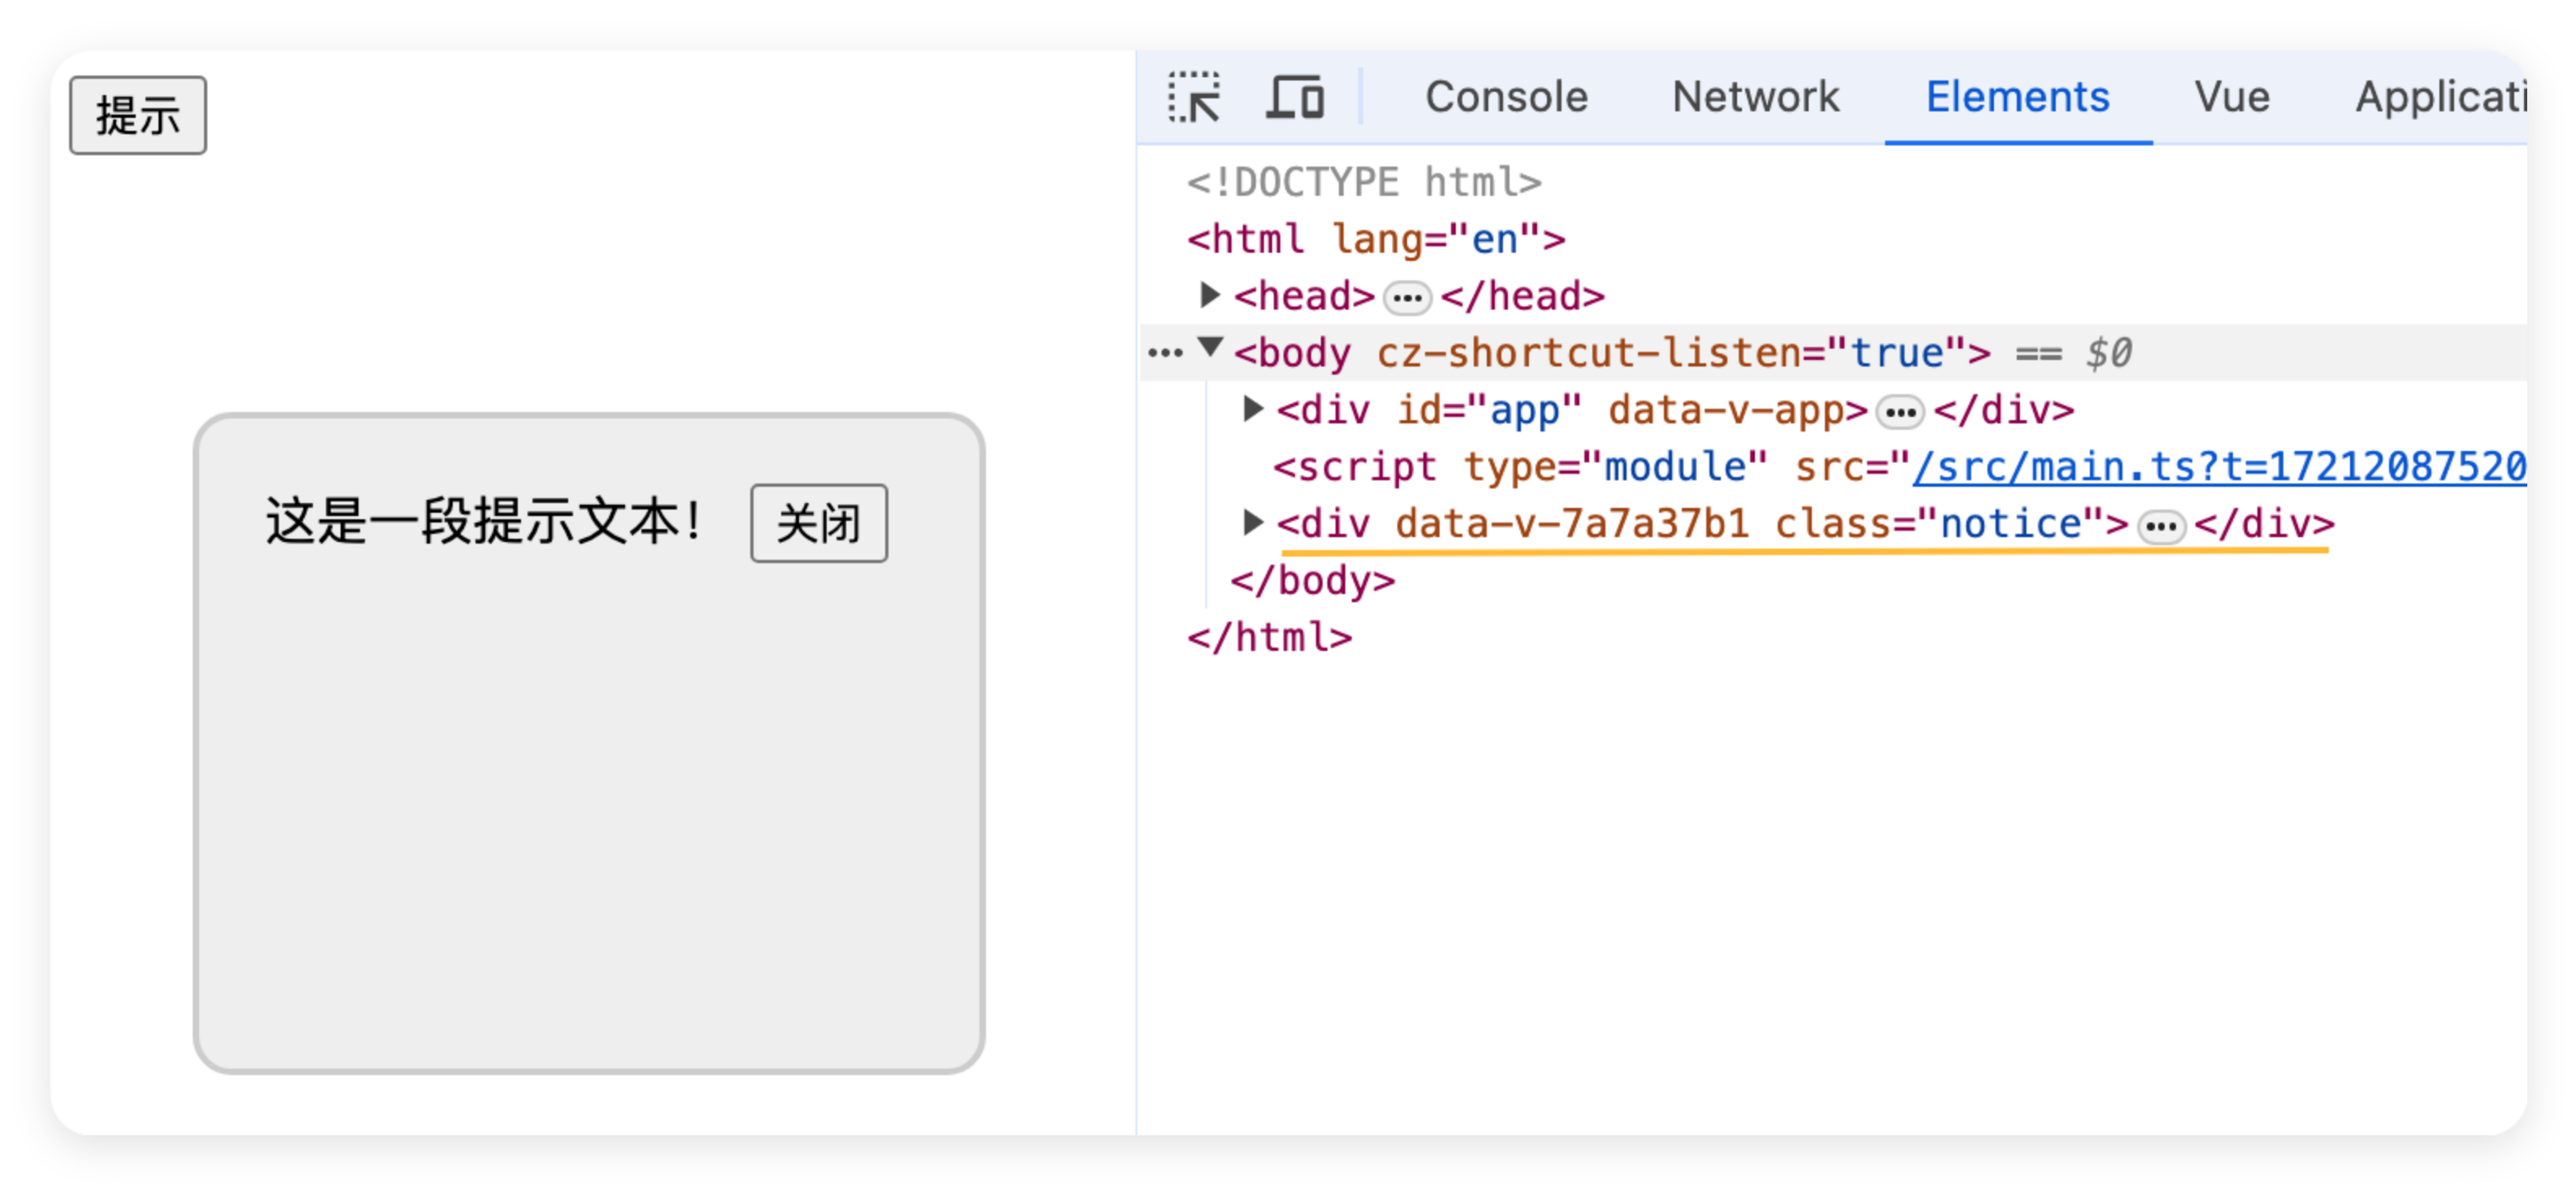 提示
这是一段提示文本！ 关闭
Console Network Elements Vue Applicati
<!DOCTYPE html>
<html lang="en">
<head>…</head>
… <body cz-shortcut-listen="true"> == $0
<div id="app" data-v-app>…</div>
<script type="module" src="/src/main.ts?t=17212087520
<div data-v-7a7a37b1 class="notice">…</div>
</body>
</html>